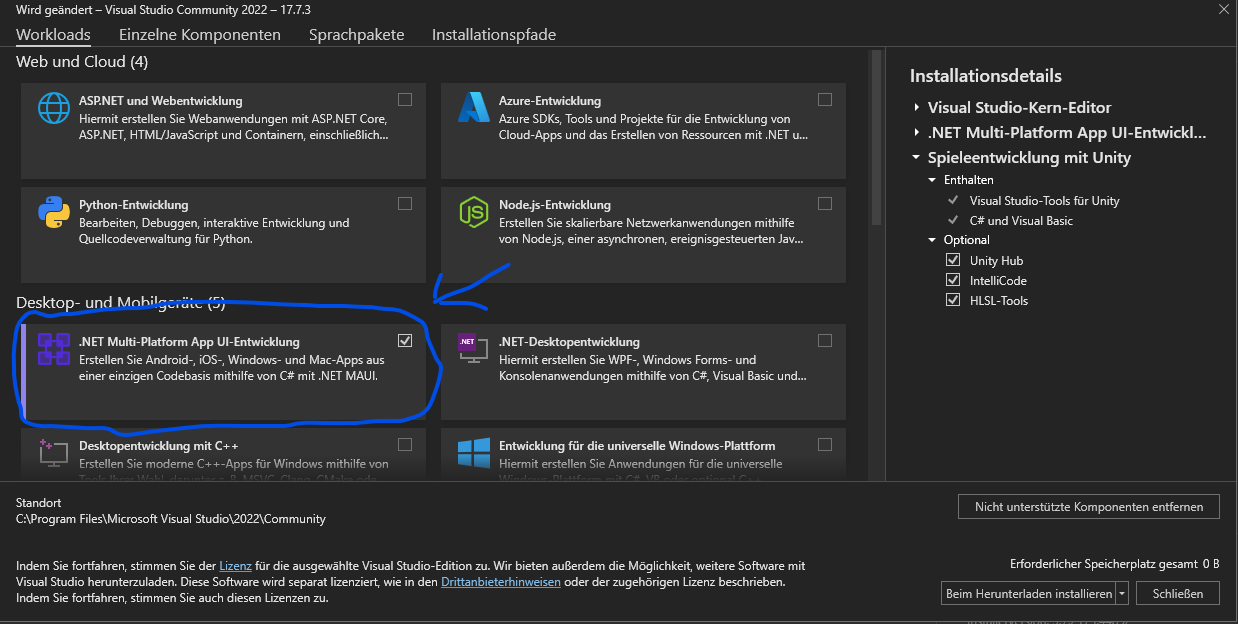 Wird geändert – Visual Studio Community 2022 – 17.7.3
Workloads Einzelne Komponenten Sprachpakete Installationspfade
Web und Cloud (4)
ASP.NET und Webentwicklung
Hiermit erstellen Sie Webanwendungen mit ASP.NET Core,
ASP.NET, HTML/JavaScript und Containern, einschließlich...
Azure-Entwicklung
Azure SDKs, Tools und Projekte für die Entwicklung von
Cloud-Apps und das Erstellen von Ressourcen mit .NET u...
Python-Entwicklung
Bearbeiten, Debuggen, interaktive Entwicklung und
Quellcodeverwaltung für Python.
JS
Node.js-Entwicklung
Erstellen Sie skalierbare Netzwerkanwendungen mithilfe
von Node.js, einer asynchronen, ereignisgesteuerten Jav...
Desktop- und Mobilgeräte (5)
.NET Multi-Platform App UI-Entwicklung
Erstellen Sie Android-, iOS-, Windows- und Mac-Apps aus
einer einzigen Codebasis mithilfe von C# mit .NET MAUI.
.NET
.NET-Desktopentwicklung
Hiermit erstellen Sie WPF-, Windows Forms- und
Konsolenanwendungen mithilfe von C#, Visual Basic und...
Desktopentwicklung mit C++
Erstellen Sie moderne C++-Apps für Windows mithilfe von
Entwicklung für die universelle Windows-Plattform
Hiermit erstellen Sie Anwendungen für die universelle
Installationsdetails
Visual Studio-Kern-Editor
.NET Multi-Platform App UI-Entwickl...
Spieleentwicklung mit Unity
Enthalten
Visual Studio-Tools für Unity
C# und Visual Basic
Optional
Unity Hub
IntelliCode
HLSL-Tools
Standort
C:\Program Files\Microsoft Visual Studio\2022\Community
Nicht unterstützte Komponenten entfernen
Indem Sie fortfahren, stimmen Sie der Lizenz für die ausgewählte Visual Studio-Edition zu. Wir bieten außerdem die Möglichkeit, weitere Software mit
Visual Studio herunterzuladen. Diese Software wird separat lizenziert, wie in den Drittanbieterhinweisen oder der zugehörigen Lizenz beschrieben.
Indem Sie fortfahren, stimmen Sie auch diesen Lizenzen zu.
Erforderlicher Speicherplatz gesamt 0 B
Beim Herunterladen installieren
Schließen